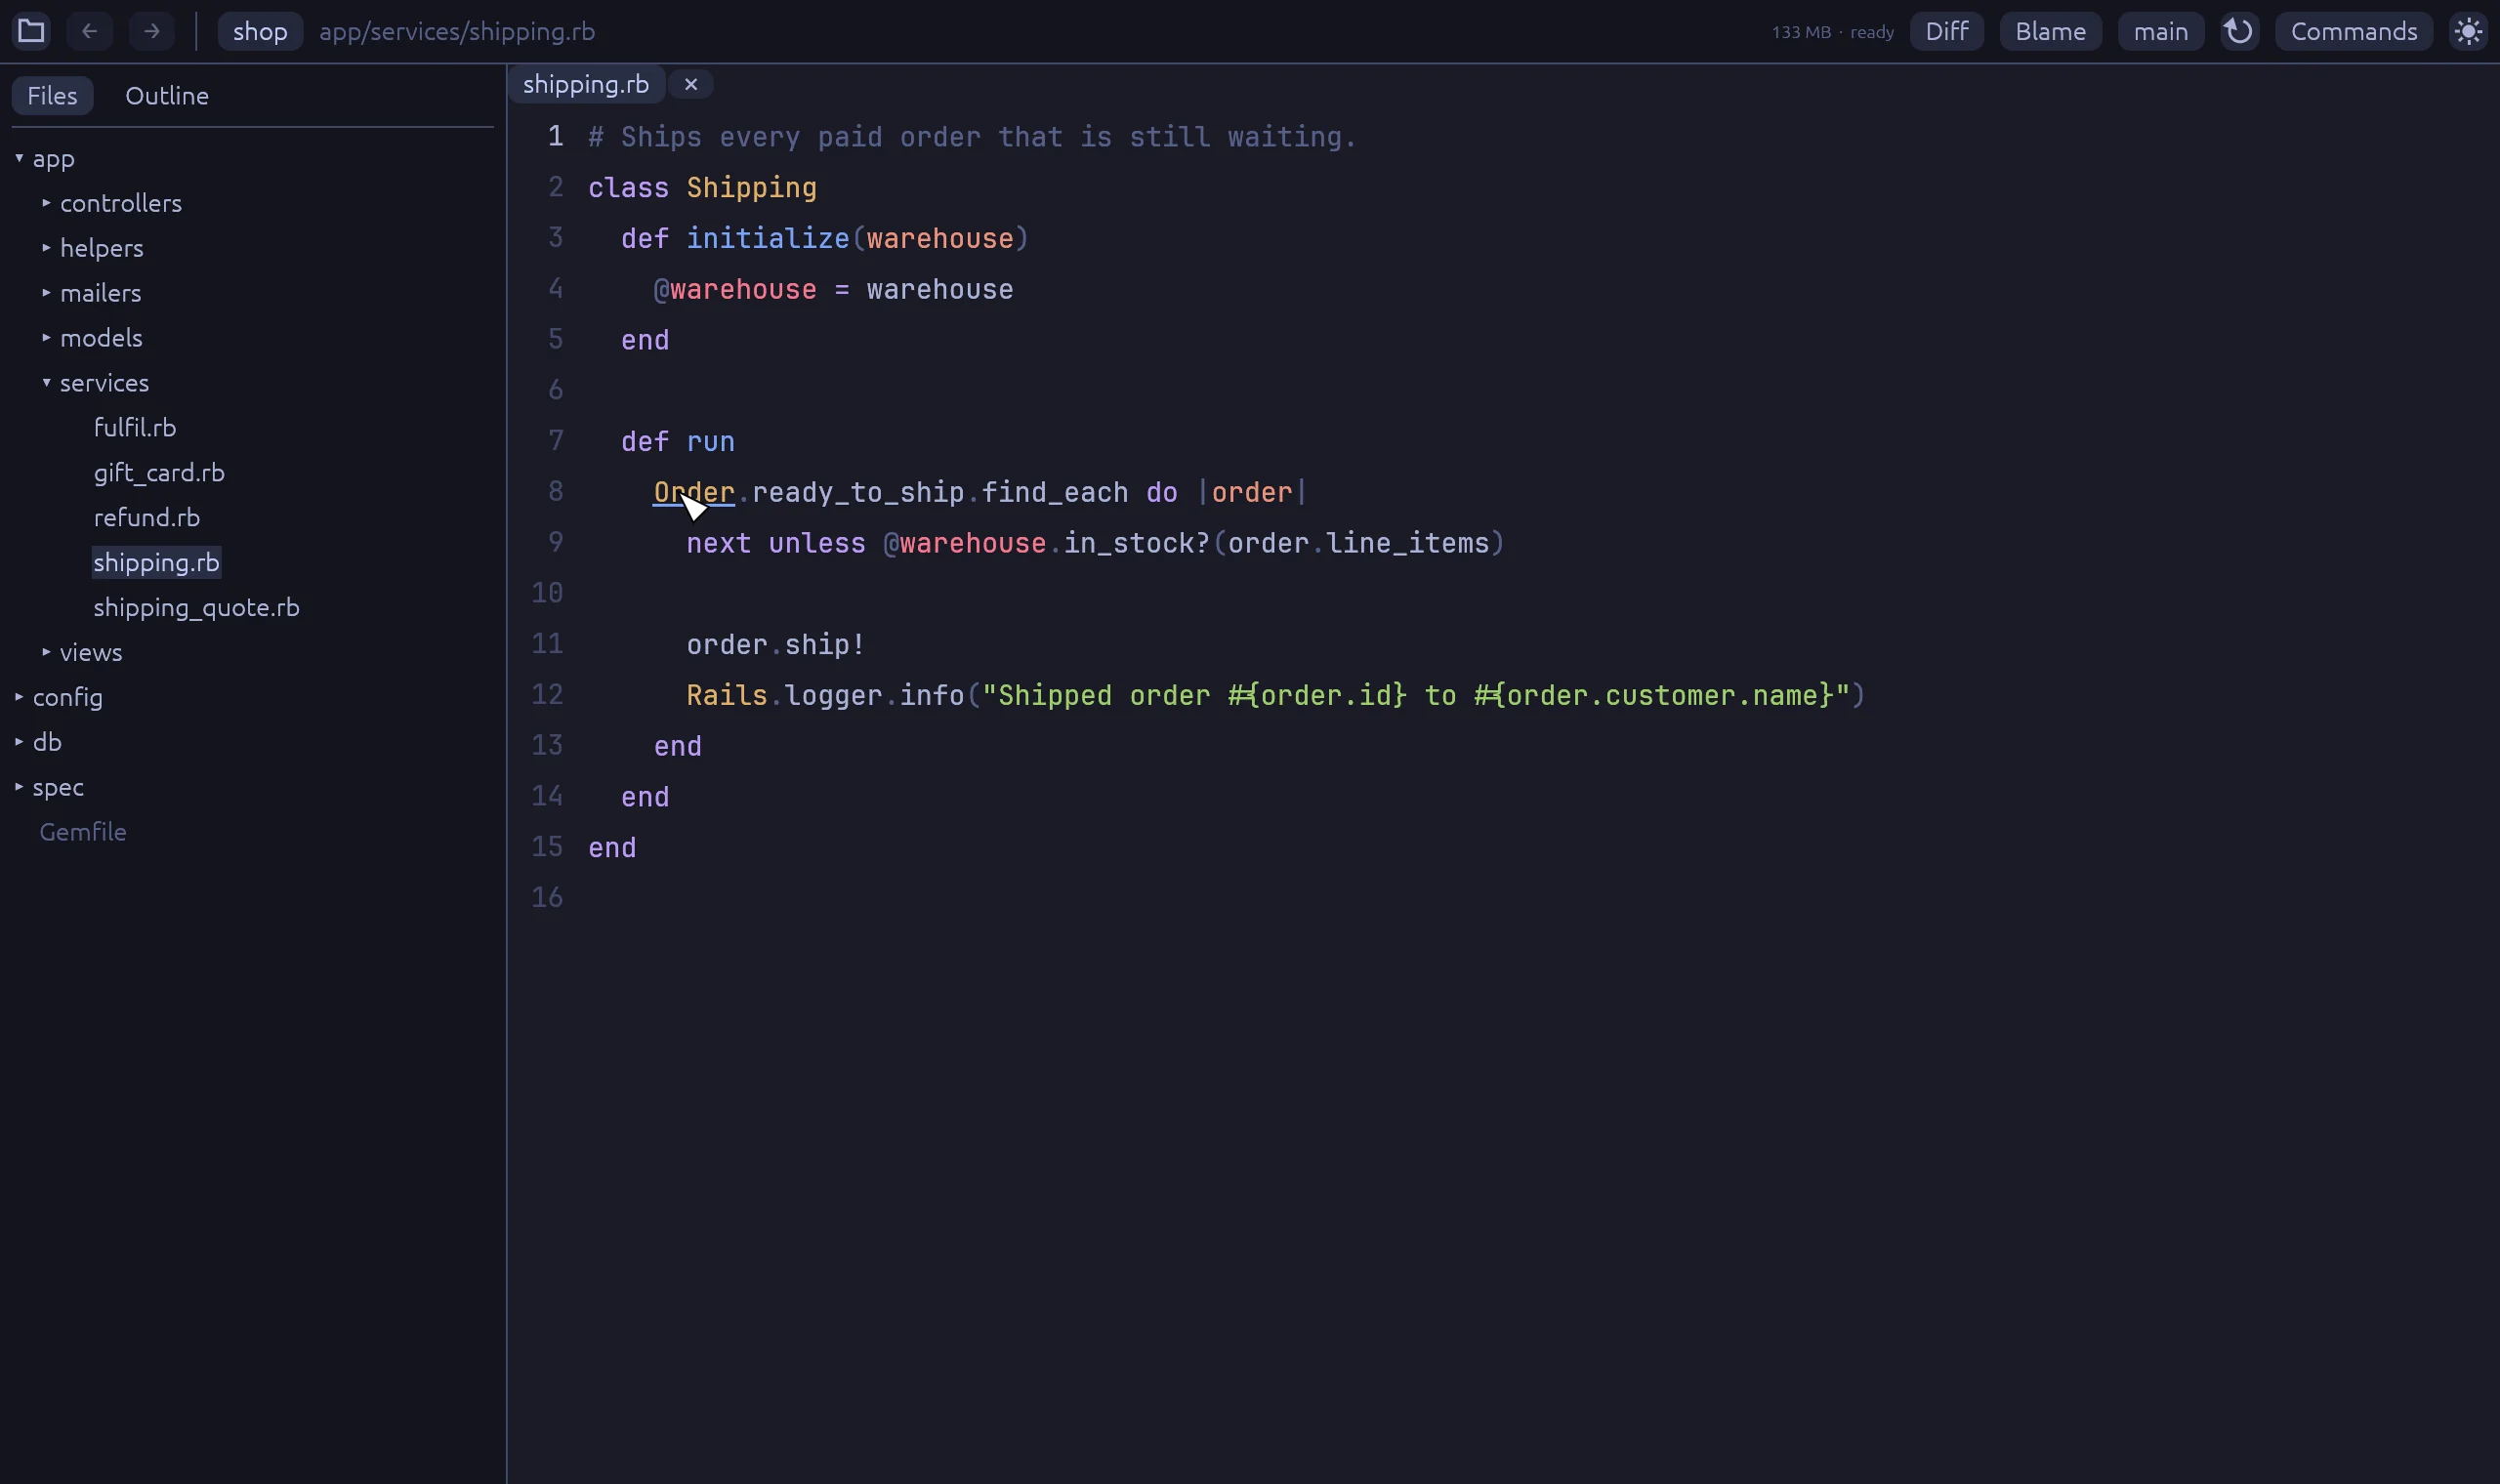 shop app/services/shipping.rb 133 MB · ready Diff Blame main Commands
Files Outline
app
controllers
helpers
mailers
models
services
fulfil.rb
gift_card.rb
refund.rb
shipping.rb
shipping_quote.rb
views
config
db
spec
Gemfile
shipping.rb ×
1 # Ships every paid order that is still waiting.
2 class Shipping
3   def initialize(warehouse)
4     @warehouse = warehouse
5   end
6
7   def run
8     Order.ready_to_ship.find_each do |order|
9       next unless @warehouse.in_stock?(order.line_items)
10
11       order.ship!
12       Rails.logger.info("Shipped order #{order.id} to #{order.customer.name}")
13     end
14   end
15 end
16